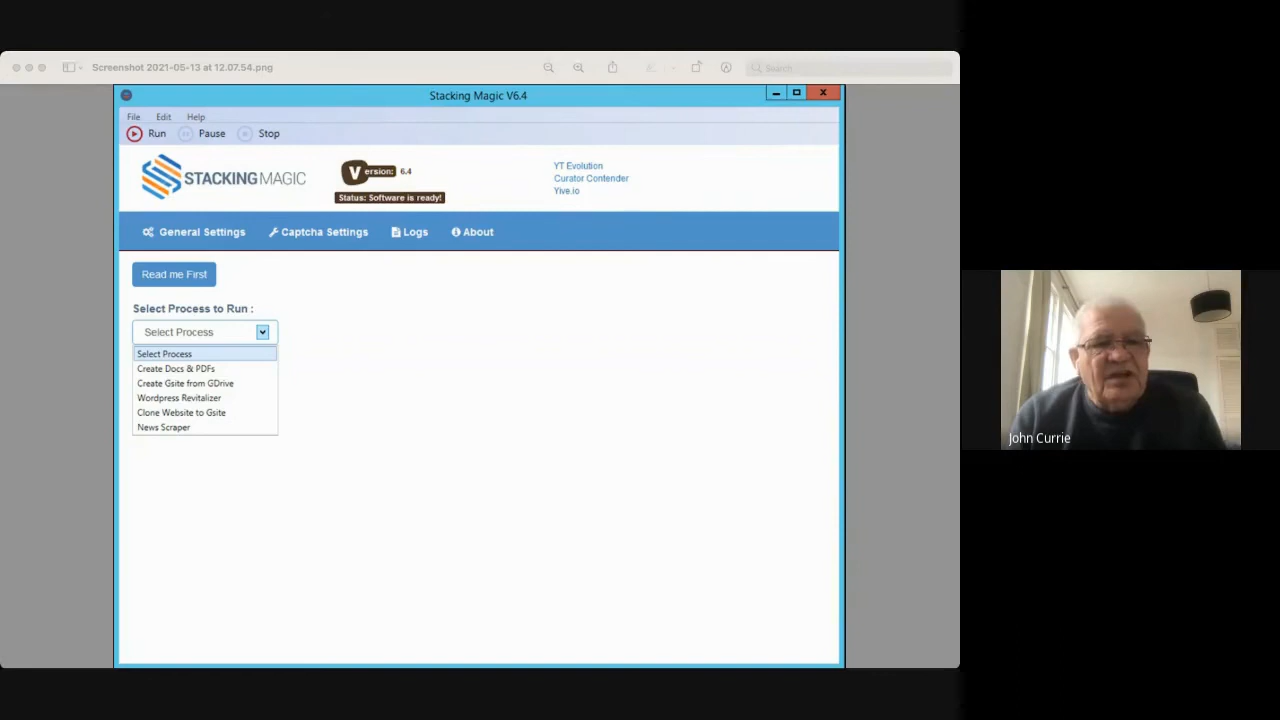 Screenshot 2021-05-13 at 12.07.54.png
Search
Stacking Magic V6.4
File Edit Help
Run Pause Stop
STACKING MAGIC
Version: 6.4
Status: Software is ready!
YT Evolution
Curator Contender
Yive.io
General Settings Captcha Settings Logs About
Read me First
Select Process to Run :
Select Process
Select Process
Create Docs & PDFs
Create Gsite from GDrive
Wordpress Revitalizer
Clone Website to Gsite
News Scraper
John Currie